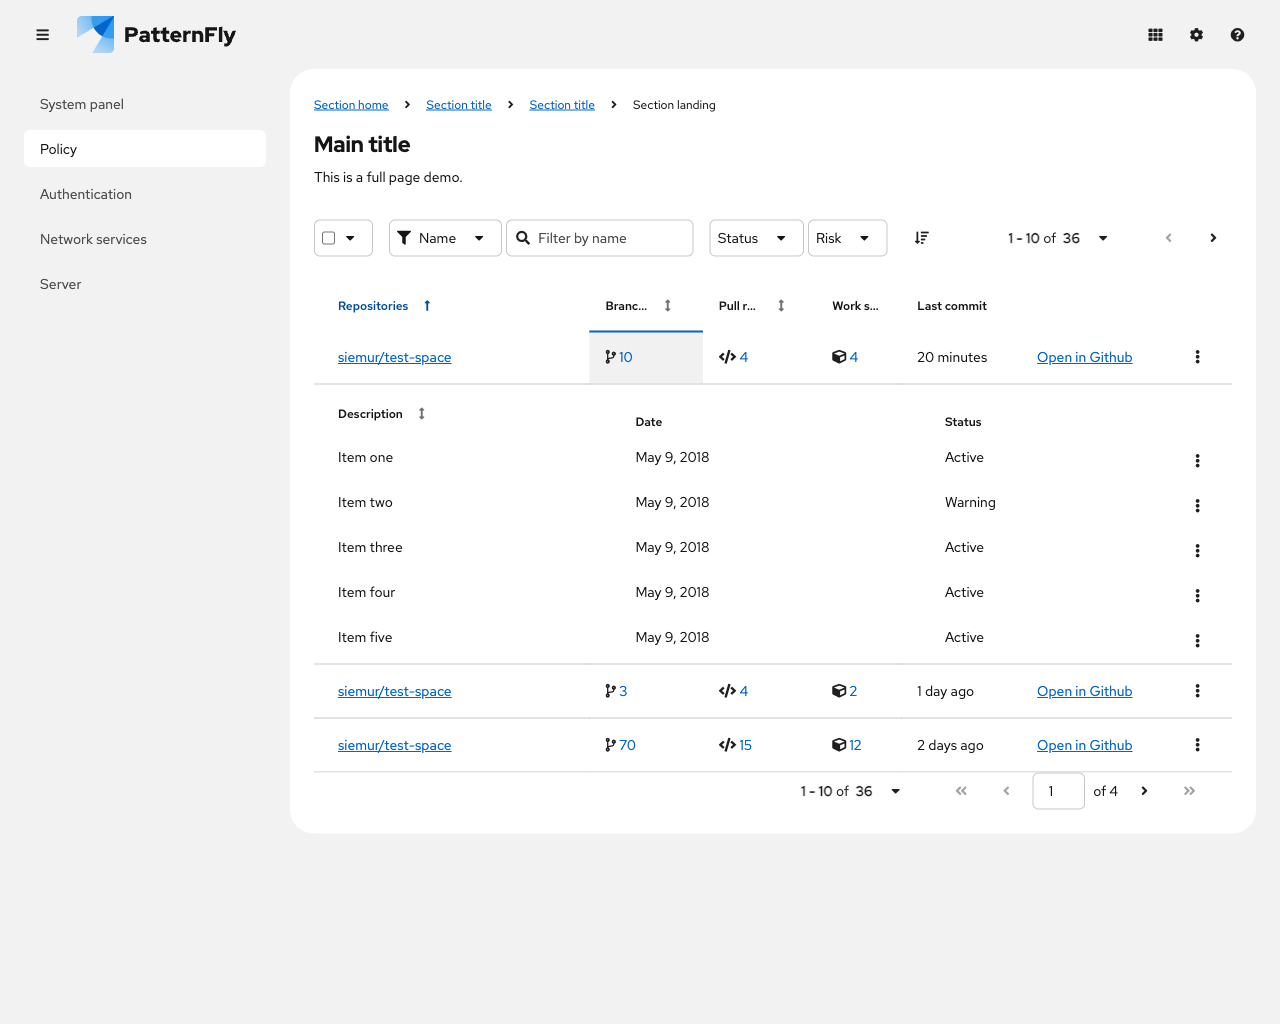 PatternFly
System panel
Policy
Authentication
Network services
Server
Section home Section title Section title Section landing
Main title
This is a full page demo.
Name Filter by name Status Risk 1 - 10 of 36
Repositories Branc... Pull r... Work s... Last commit
siemur/test-space 10 4 4 20 minutes Open in Github
Description Date Status
Item one May 9, 2018 Active
Item two May 9, 2018 Warning
Item three May 9, 2018 Active
Item four May 9, 2018 Active
Item five May 9, 2018 Active
siemur/test-space 3 4 2 1 day ago Open in Github
siemur/test-space 70 15 12 2 days ago Open in Github
1 - 10 of 36 1 of 4